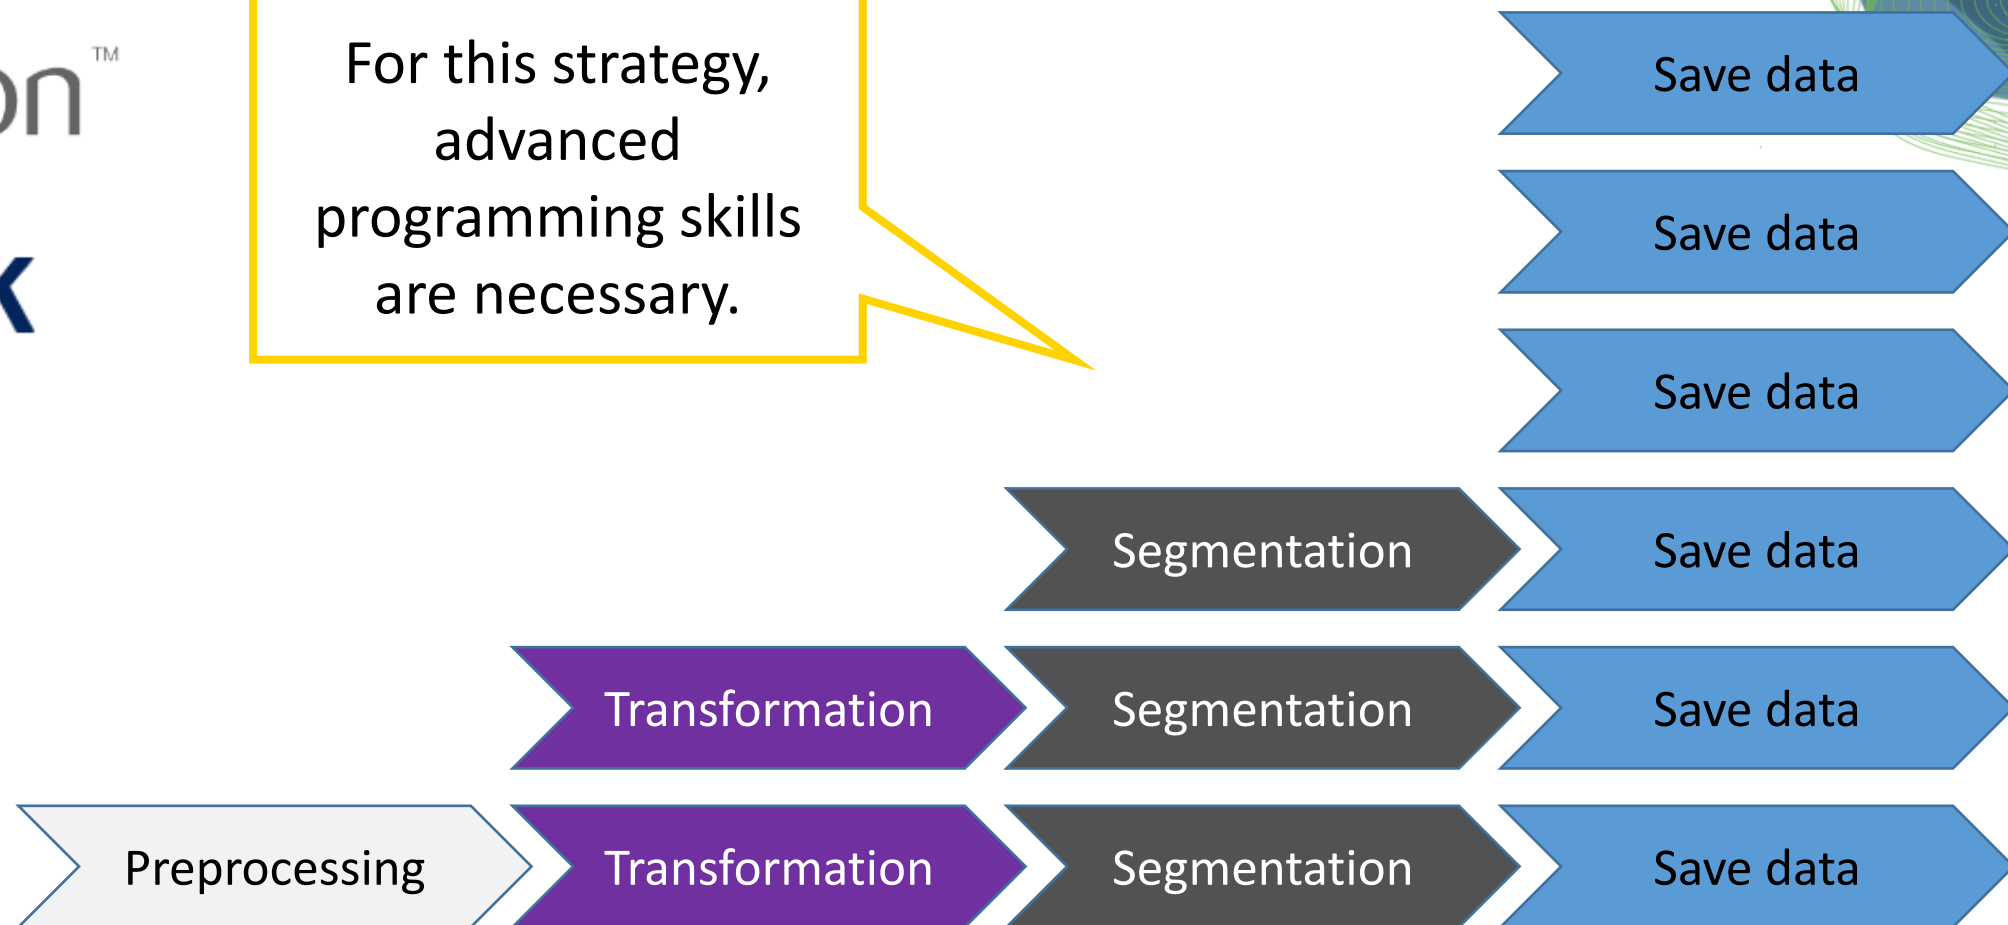 on™
For this strategy,
advanced
programming skills
are necessary.
Save data
Save data
Save data
Segmentation
Save data
Transformation
Segmentation
Save data
Preprocessing
Transformation
Segmentation
Save data